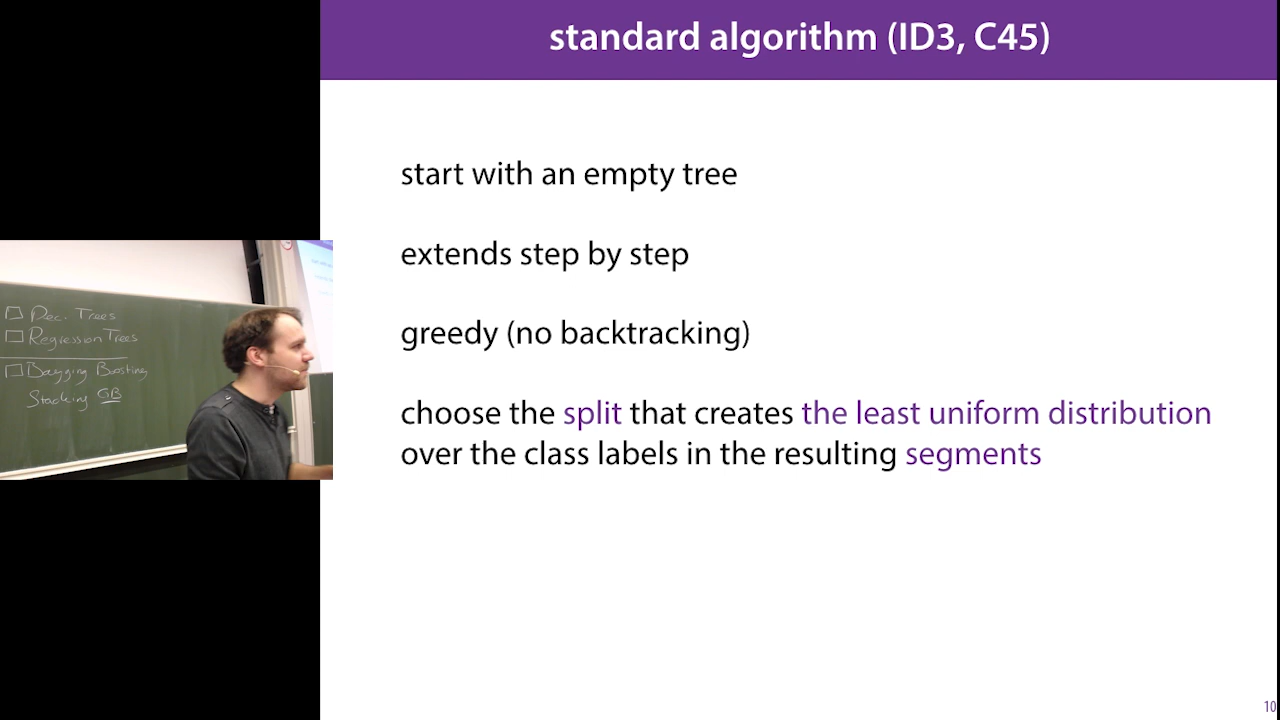 standard algorithm (ID3, C45)
start with an empty tree
extends step by step
greedy (no backtracking)
choose the split that creates the least uniform distribution
over the class labels in the resulting segments
Dec. Trees
Regression Trees
Bagging Boosting
Stacking GB
10